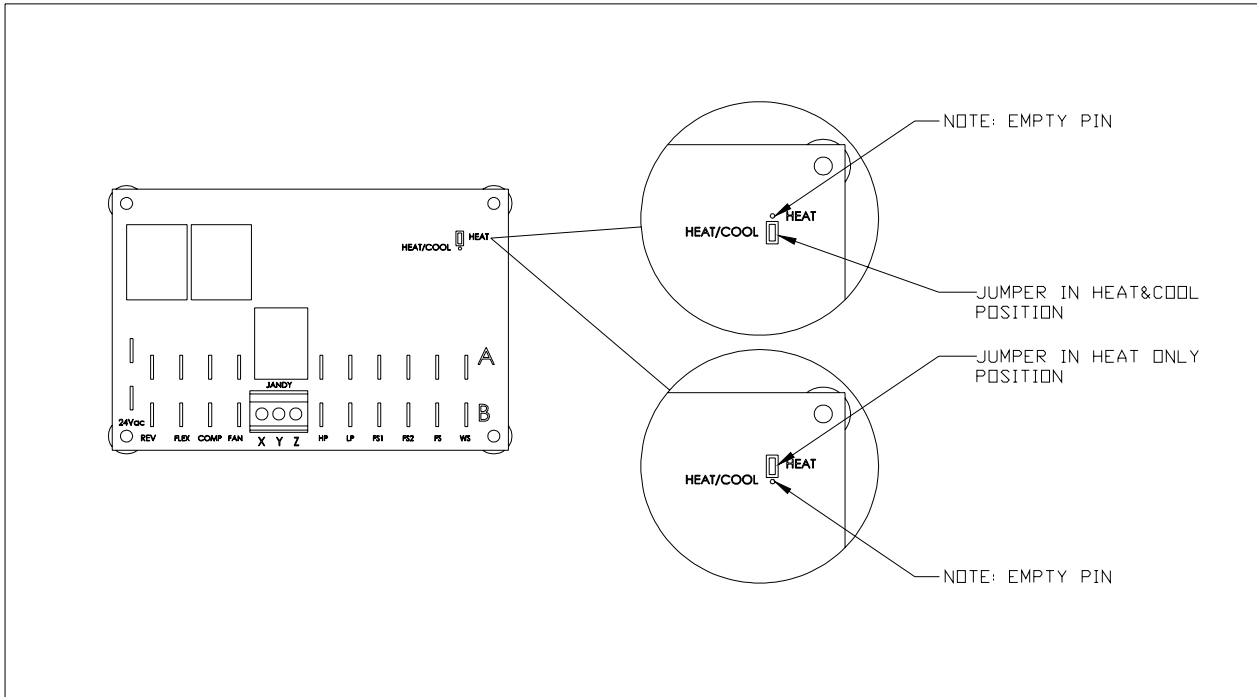 HEAT
HEAT/COOL
A
JANDY
B
24Vac
REV FLEX COMP FAN X Y Z HP LP FS1 FS2 PS WS
NOTE: EMPTY PIN
HEAT
HEAT/COOL
JUMPER IN HEAT&COOL
POSITION
JUMPER IN HEAT ONLY
POSITION
HEAT
HEAT/COOL
NOTE: EMPTY PIN